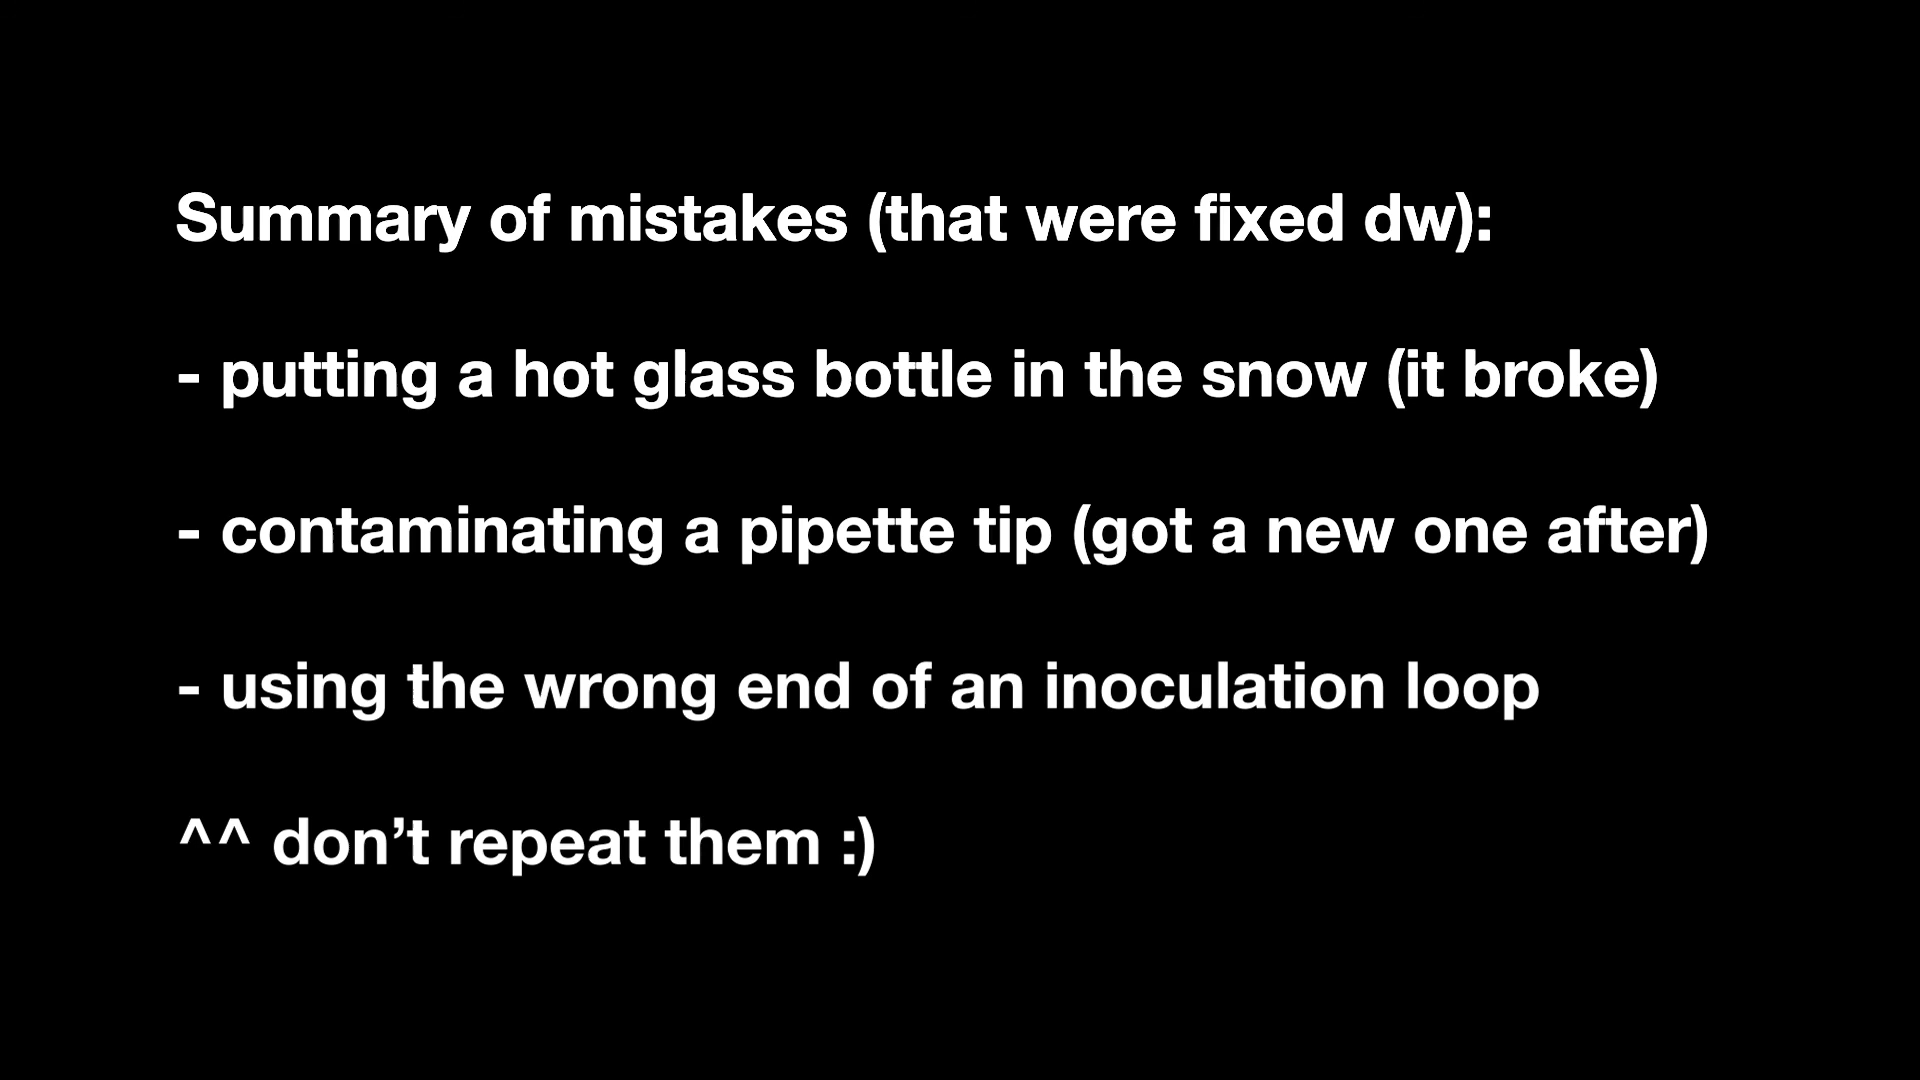 Summary of mistakes (that were fixed dw):
- putting a hot glass bottle in the snow (it broke)
- contaminating a pipette tip (got a new one after)
- using the wrong end of an inoculation loop
^^ don’t repeat them :)